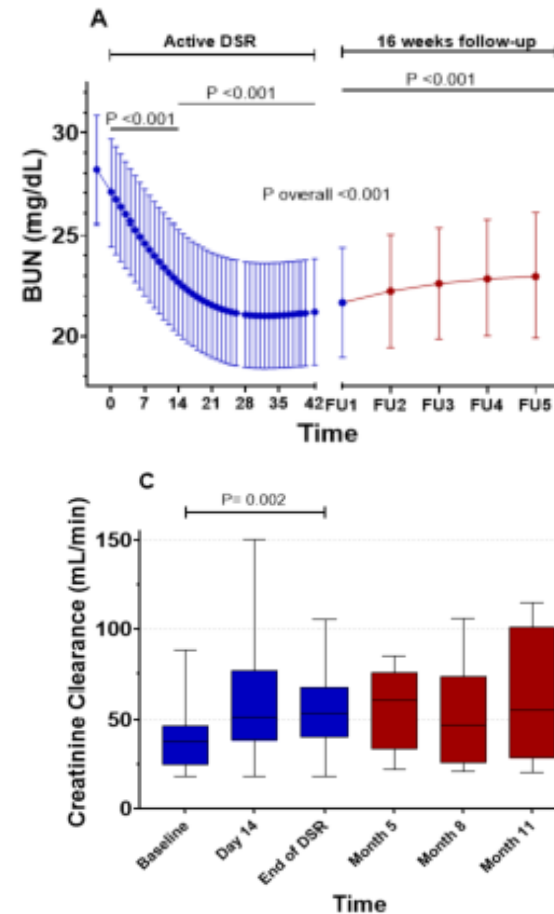 A
Active DSR
16 weeks follow-up
P <0.001
P <0.001
P <0.001
P overall <0.001
BUN (mg/dL)
30
25
20
0 7 14 21 28 35 42 FU1 FU2 FU3 FU4 FU5
Time
C
P= 0.002
Creatinine Clearance (mL/min)
150
100
50
0
Baseline
Day 14
End of DSR
Month 5
Month 8
Month 11
Time